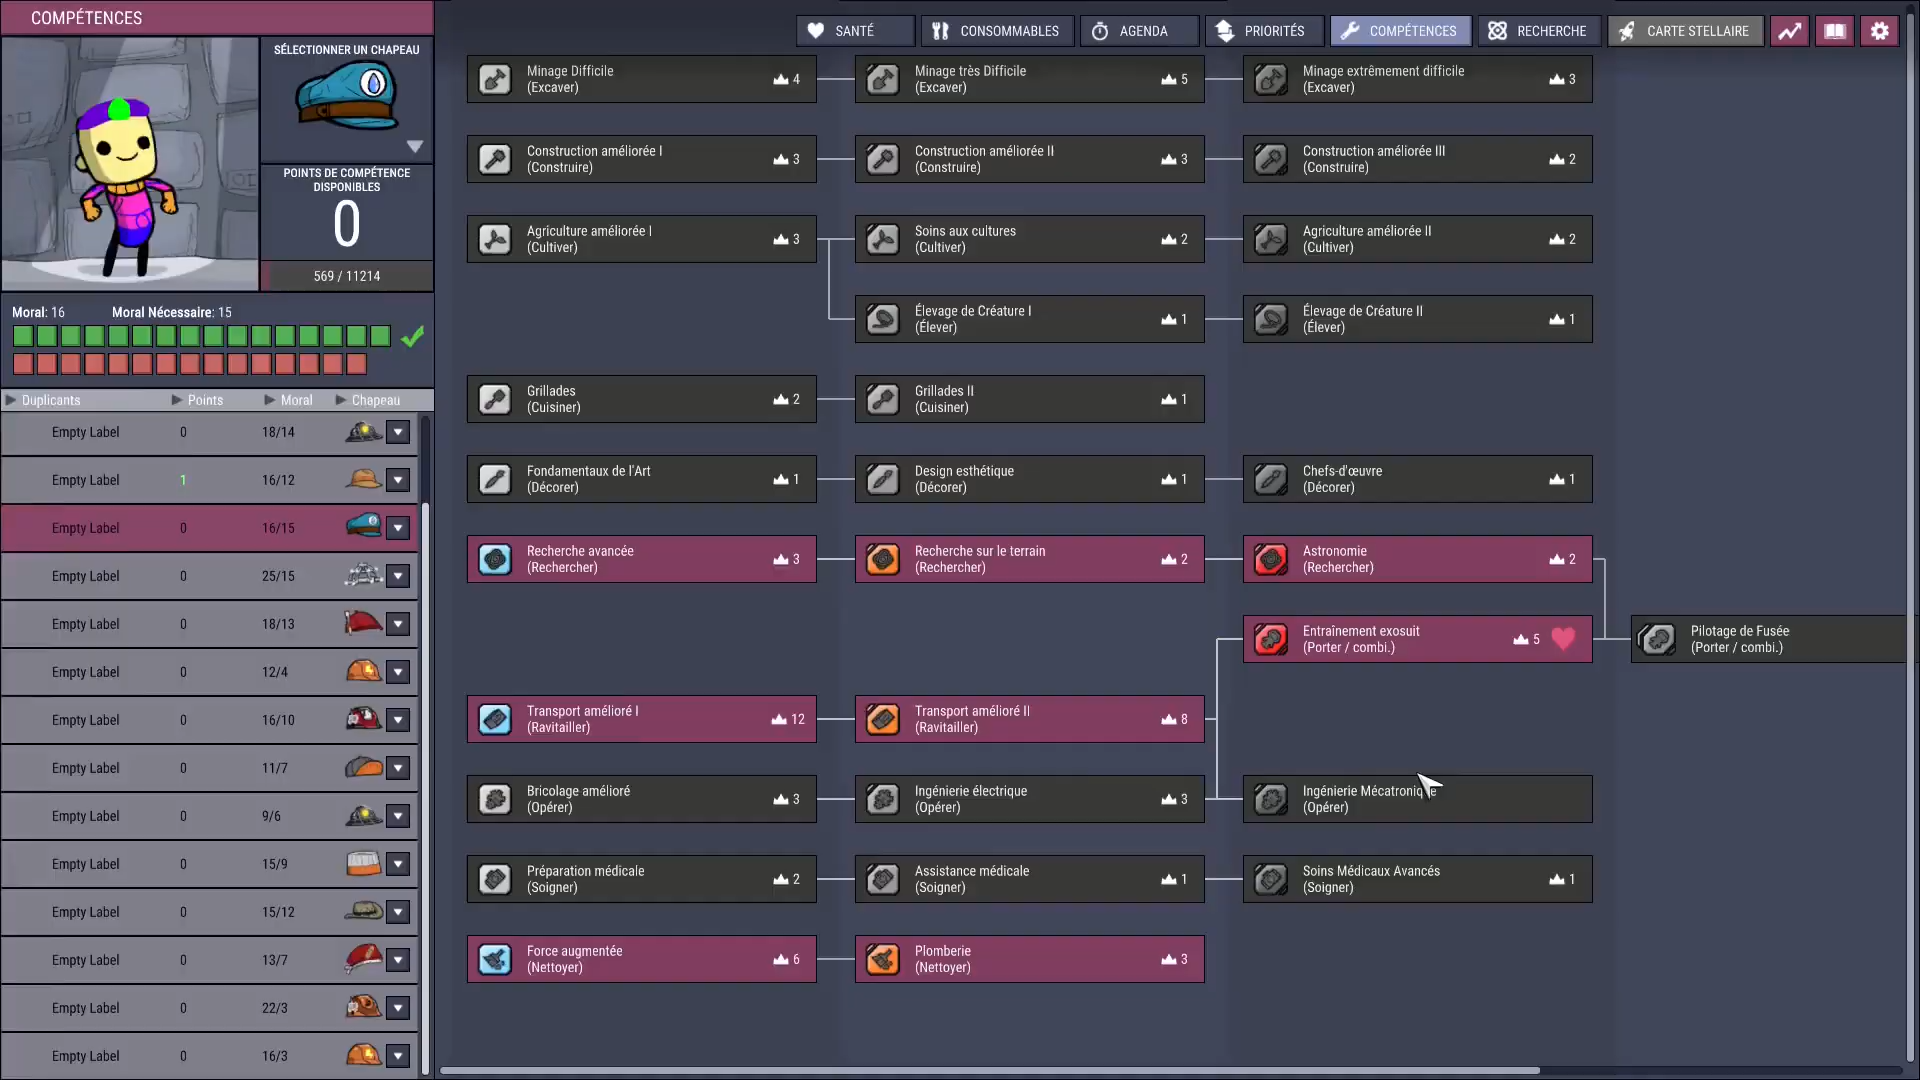 COMPÉTENCES
SANTÉ
CONSOMMABLES
AGENDA
PRIORITÉS
COMPÉTENCES
RECHERCHE
CARTE STELLAIRE
SÉLECTIONNER UN CHAPEAU
POINTS DE COMPÉTENCE
DISPONIBLES
0
569 / 11214
Moral: 16
Moral Nécessaire: 15
Duplicants
Points
Moral
Chapeau
Empty Label 0 18/14
Empty Label 1 16/12
Empty Label 0 16/15
Empty Label 0 25/15
Empty Label 0 18/13
Empty Label 0 12/4
Empty Label 0 16/10
Empty Label 0 11/7
Empty Label 0 9/6
Empty Label 0 15/9
Empty Label 0 15/12
Empty Label 0 13/7
Empty Label 0 22/3
Empty Label 0 16/3
Minage Difficile
(Excaver)
4
Minage très Difficile
(Excaver)
5
Minage extrêmement difficile
(Excaver)
3
Construction améliorée I
(Construire)
3
Construction améliorée II
(Construire)
3
Construction améliorée III
(Construire)
2
Agriculture améliorée I
(Cultiver)
3
Soins aux cultures
(Cultiver)
2
Agriculture améliorée II
(Cultiver)
2
Élevage de Créature I
(Élever)
1
Élevage de Créature II
(Élever)
1
Grillades
(Cuisiner)
2
Grillades II
(Cuisiner)
1
Fondamentaux de l'Art
(Décorer)
1
Design esthétique
(Décorer)
1
Chefs-d'œuvre
(Décorer)
1
Recherche avancée
(Rechercher)
3
Recherche sur le terrain
(Rechercher)
2
Astronomie
(Rechercher)
2
Entraînement exosuit
(Porter / combi.)
5
Pilotage de Fusée
(Porter / combi.)
Transport amélioré I
(Ravitailler)
12
Transport amélioré II
(Ravitailler)
8
Bricolage amélioré
(Opérer)
3
Ingénierie électrique
(Opérer)
3
Ingénierie Mécatronique
(Opérer)
Préparation médicale
(Soigner)
2
Assistance médicale
(Soigner)
1
Soins Médicaux Avancés
(Soigner)
1
Force augmentée
(Nettoyer)
6
Plomberie
(Nettoyer)
3